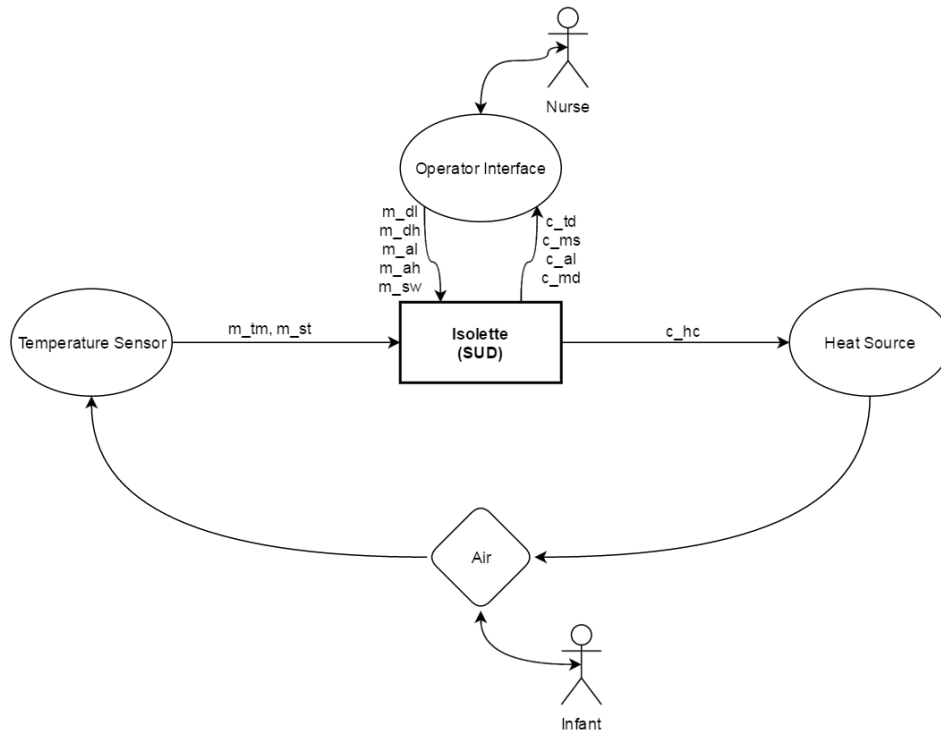 Nurse
Operator Interface
m_dl
m_dh
m_al
m_ah
m_sw
c_td
c_ms
c_al
c_md
Temperature Sensor
m_tm, m_st
Isolette
(SUD)
c_hc
Heat Source
Air
Infant